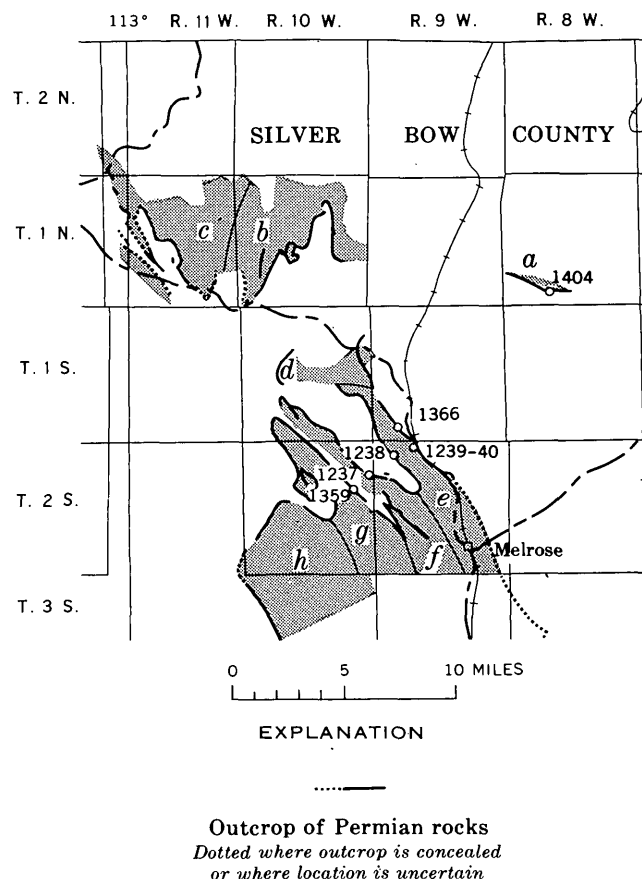 113° R. 11 W. R. 10 W. R. 9 W. R. 8 W.
T. 2 N.
SILVER BOW COUNTY
T. 1 N.
c b a
1404
T. 1 S.
d
1366
1238 1239-40
1237
T. 2 S.
1359 e
g Melrose
h f
T. 3 S.
0 5 10 MILES
EXPLANATION
Outcrop of Permian rocks
Dotted where outcrop is concealed
or where location is uncertain